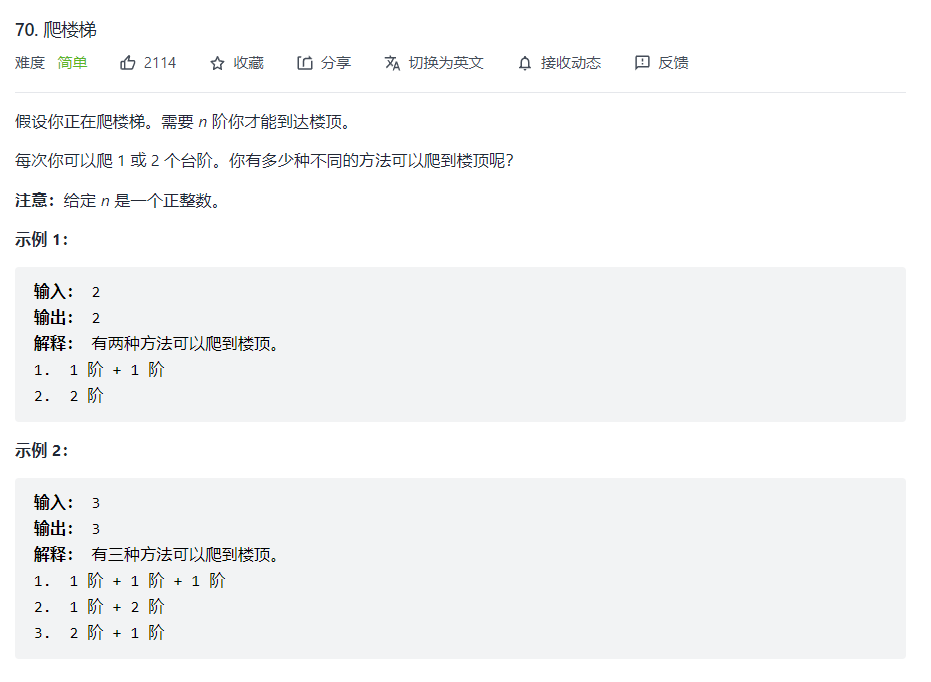 70. 爬楼梯
难度 简单 2114 收藏 分享 切换为英文 接收动态 反馈
假设你正在爬楼梯。需要 n 阶你才能到达楼顶。
每次你可以爬 1 或 2 个台阶。你有多少种不同的方法可以爬到楼顶呢？
注意：给定 n 是一个正整数。
示例 1：
输入： 2
输出： 2
解释： 有两种方法可以爬到楼顶。
1. 1 阶 + 1 阶
2. 2 阶
示例 2：
输入： 3
输出： 3
解释： 有三种方法可以爬到楼顶。
1. 1 阶 + 1 阶 + 1 阶
2. 1 阶 + 2 阶
3. 2 阶 + 1 阶